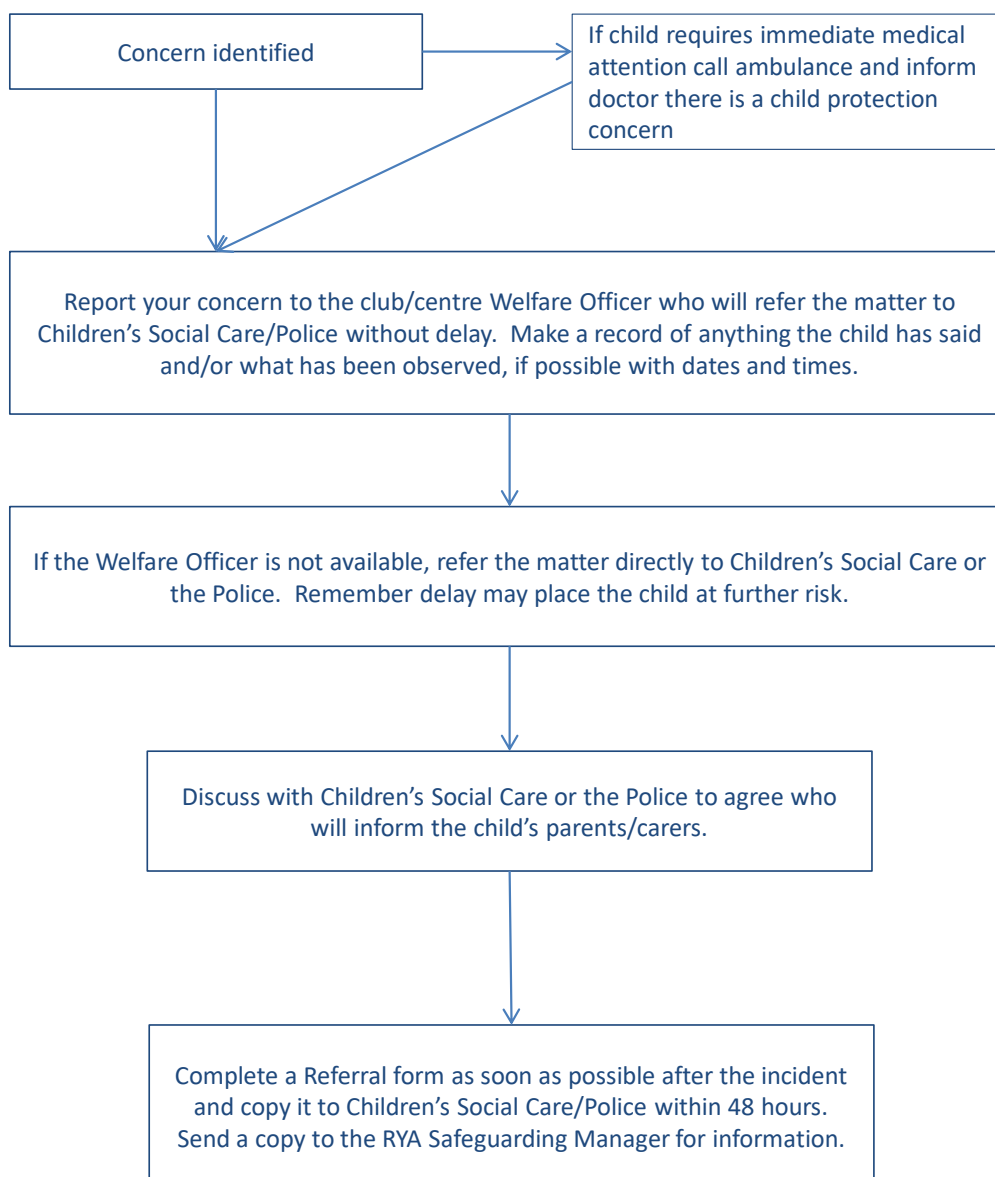 Concern identified
If child requires immediate medical
attention call ambulance and inform
doctor there is a child protection
concern
Report your concern to the club/centre Welfare Officer who will refer the matter to
Children’s Social Care/Police without delay.  Make a record of anything the child has said
and/or what has been observed, if possible with dates and times.
If the Welfare Officer is not available, refer the matter directly to Children’s Social Care or
the Police.  Remember delay may place the child at further risk.
Discuss with Children’s Social Care or the Police to agree who
will inform the child’s parents/carers.
Complete a Referral form as soon as possible after the incident
and copy it to Children’s Social Care/Police within 48 hours.
Send a copy to the RYA Safeguarding Manager for information.